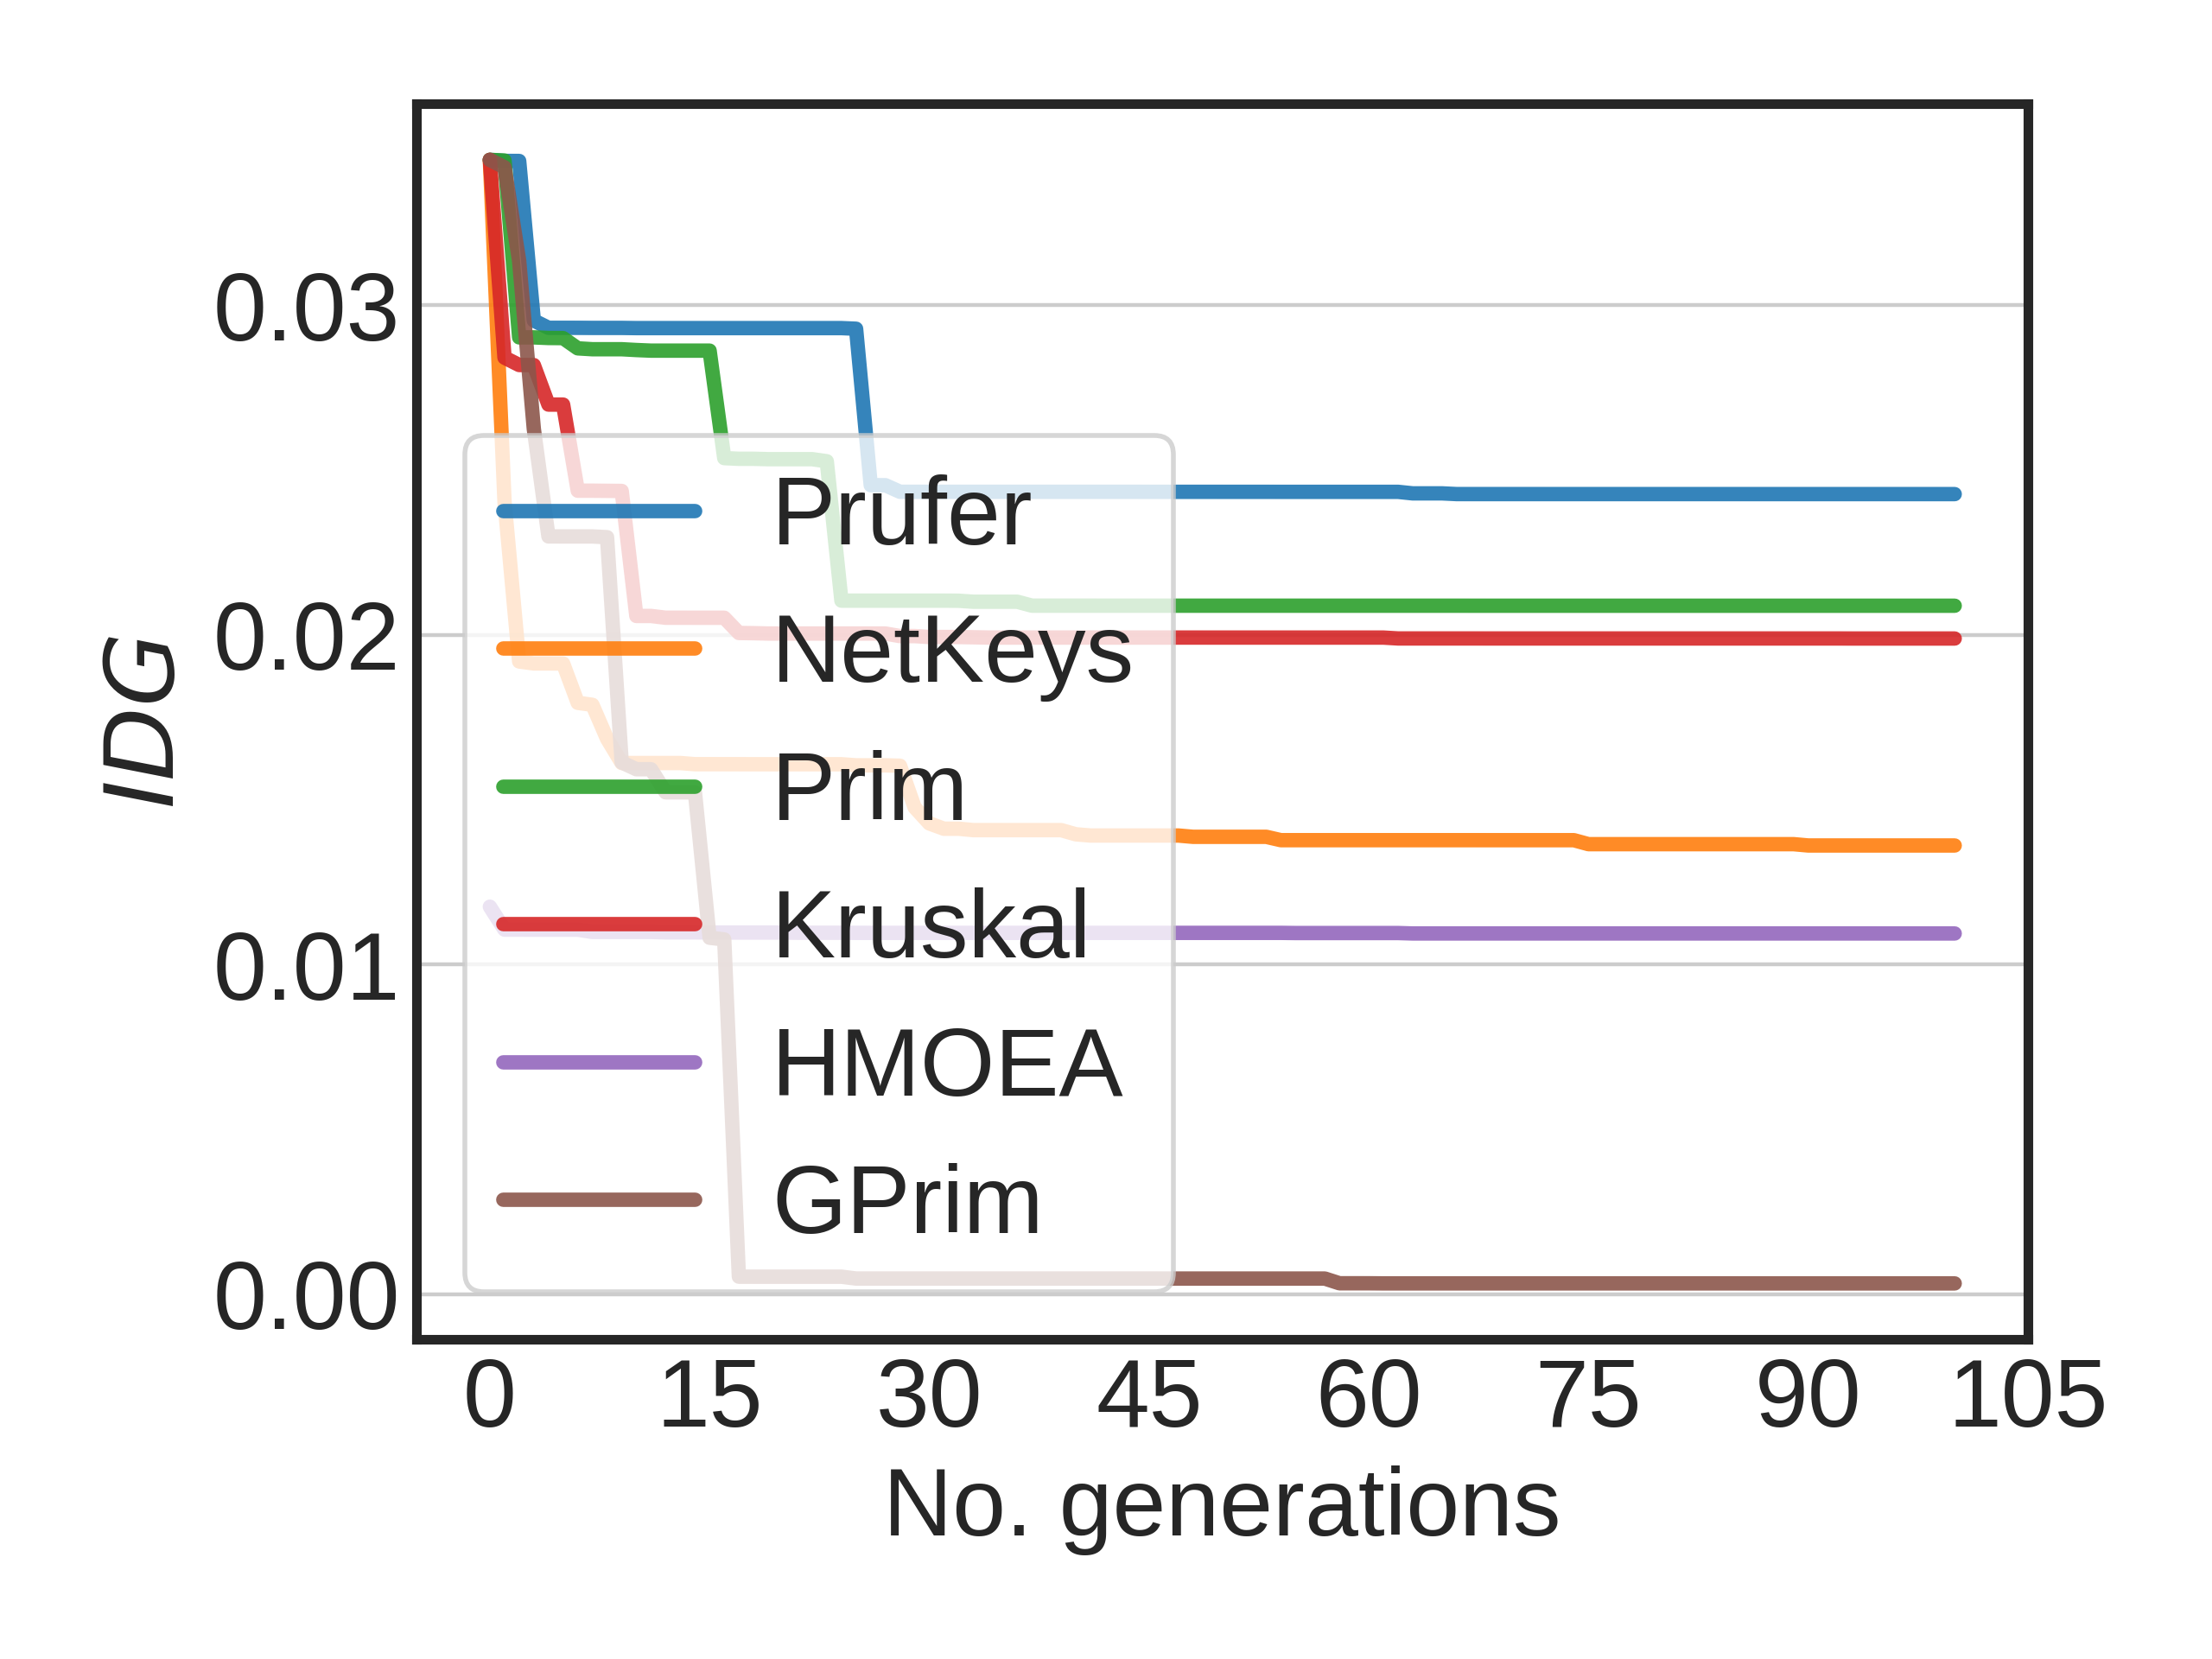 IDG
0.03
0.02
0.01
0.00
Prufer
NetKeys
Prim
Kruskal
HMOEA
GPrim
0 15 30 45 60 75 90 105
No. generations